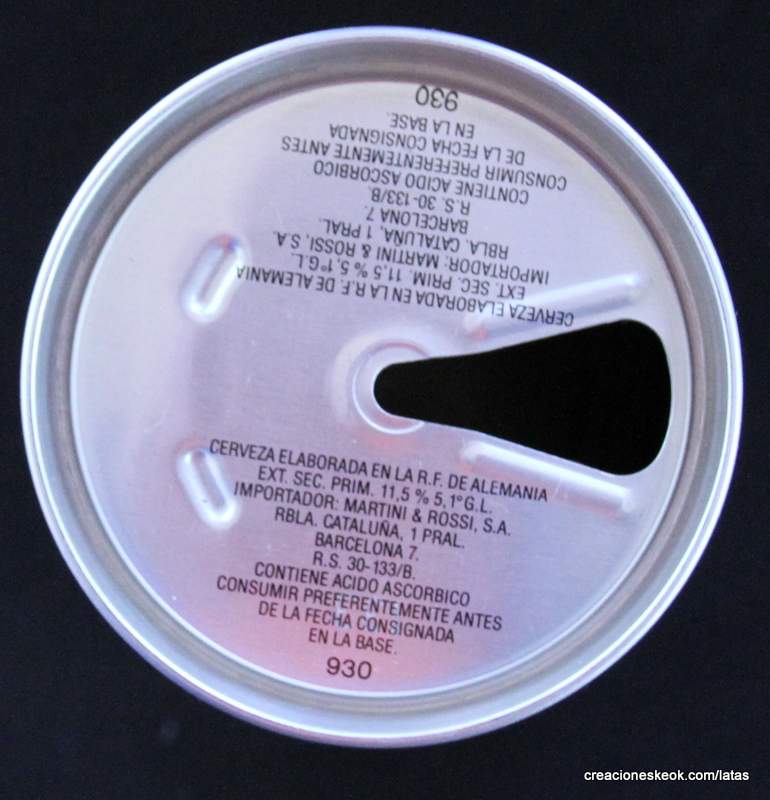 930
EN LA BASE.
DE LA FECHA CONSIGNADA
CONSUMIR PREFERENTEMENTE ANTES
CONTIENE ACIDO ASCORBICO
R.S. 30-133/B.
BARCELONA 7.
RBLA. CATALUÑA, 1 PRAL.
IMPORTADOR: MARTINI & ROSSI, S.A.
EXT. SEC. PRIM. 11,5 % 5,1º G.L.
CERVEZA ELABORADA EN LA R.F. DE ALEMANIA
CERVEZA ELABORADA EN LA R.F. DE ALEMANIA
EXT. SEC. PRIM. 11,5 % 5,1º G.L.
IMPORTADOR: MARTINI & ROSSI, S.A.
RBLA. CATALUÑA, 1 PRAL.
BARCELONA 7.
R.S. 30-133/B.
CONTIENE ACIDO ASCORBICO
CONSUMIR PREFERENTEMENTE ANTES
DE LA FECHA CONSIGNADA
EN LA BASE.
930
creacioneskeok.com/latas